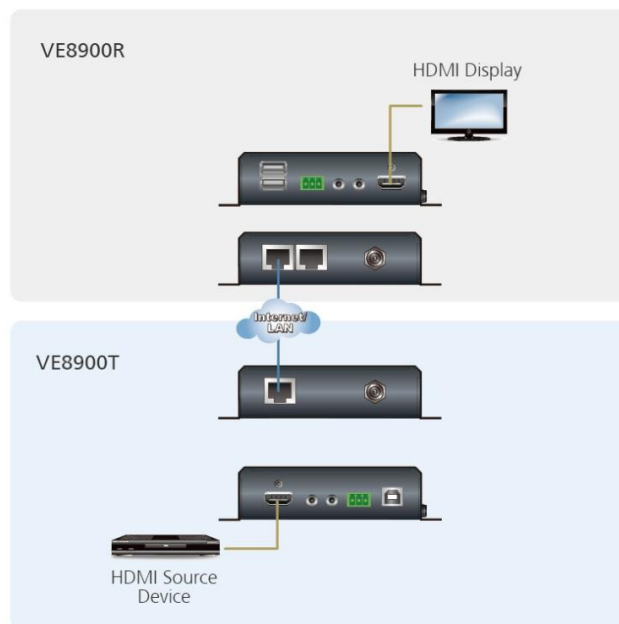 VE8900R
HDMI Display
Internet/
LAN
VE8900T
HDMI Source
Device